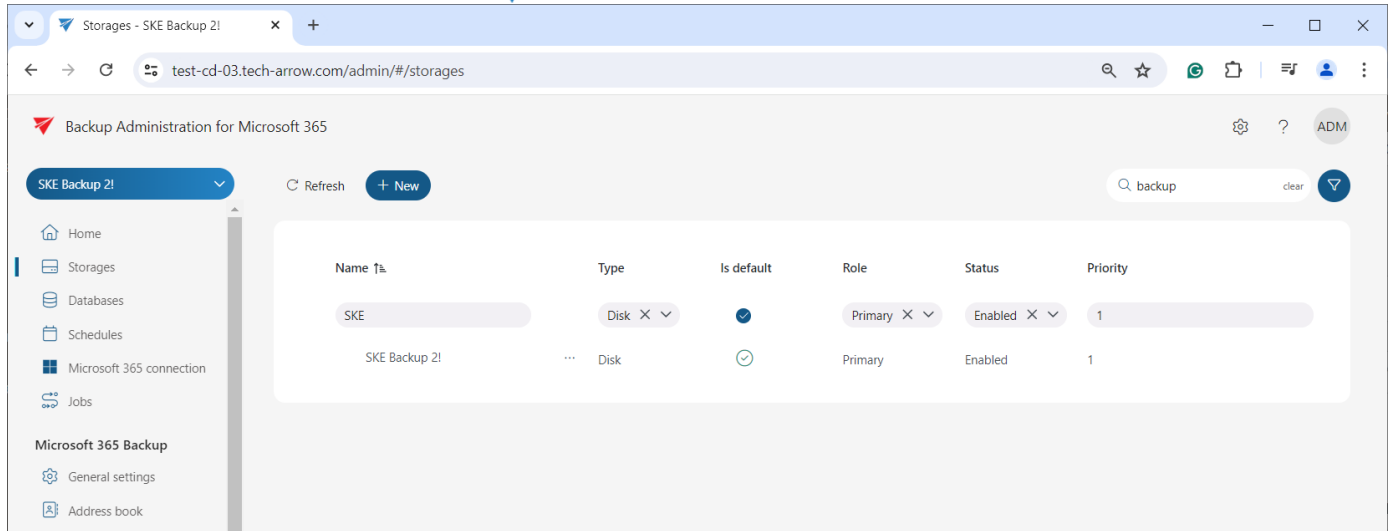 Storages - SKE Backup 2!
test-cd-03.tech-arrow.com/admin/#/storages
Backup Administration for Microsoft 365
ADM
SKE Backup 2!
Refresh
+ New
backup
clear
Home
Storages
Databases
Schedules
Microsoft 365 connection
Jobs
Microsoft 365 Backup
General settings
Address book
Name Type Is default Role Status Priority
SKE Disk Primary Enabled 1
SKE Backup 2! ... Disk Primary Enabled 1